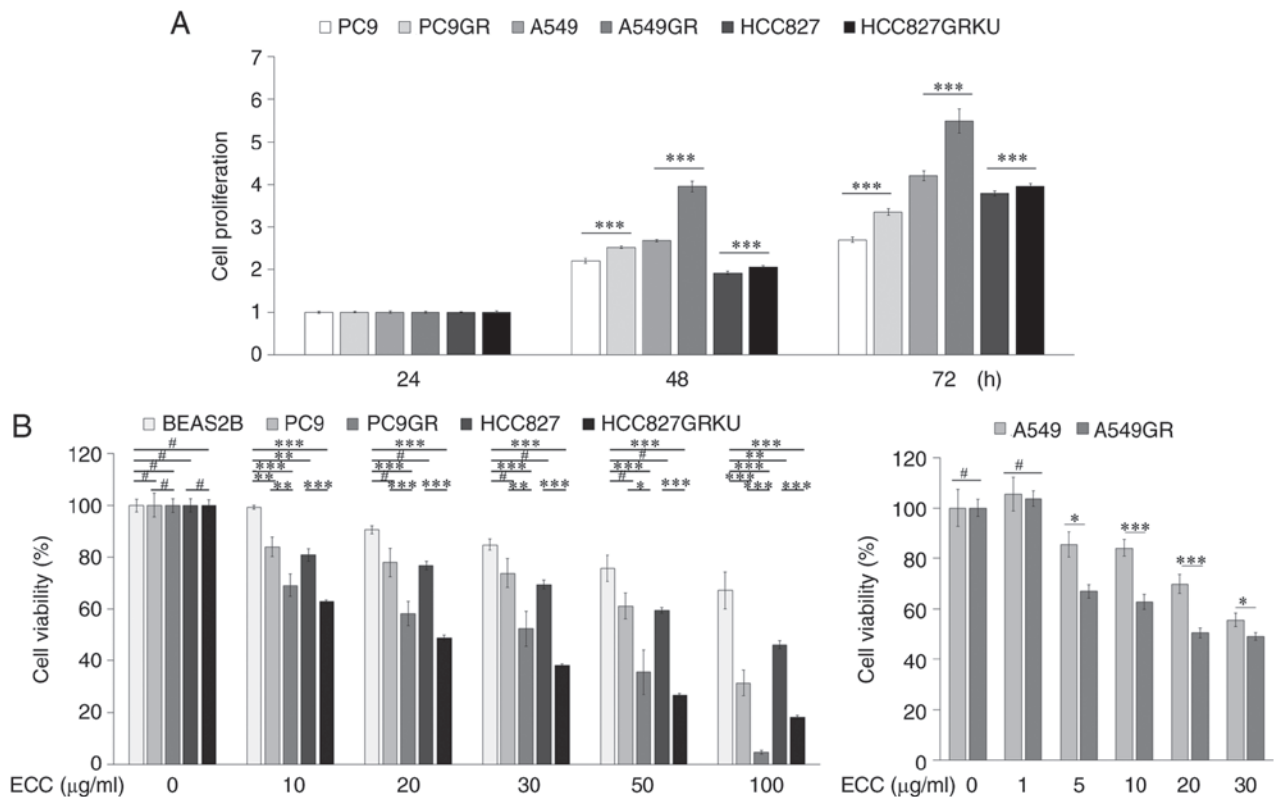 A
PC9 PC9GR A549 A549GR HCC827 HCC827GRKU
Cell proliferation
7
6
5
4
3
2
1
0
*** *** ***
*** *** ***
24 48 72 (h)
B
BEAS2B PC9 PC9GR HCC827 HCC827GRKU
Cell viability (%)
120
100
80
60
40
20
0
# *** *** *** *** ***
# ** # # # **
# *** *** *** *** ***
# ** # # # ***
# # ** *** *** *** ** *** * *** *** ***
ECC (μg/ml) 0 10 20 30 50 100
A549 A549GR
Cell viability (%)
120
100
80
60
40
20
0
# # * *** *** *
ECC (μg/ml) 0 1 5 10 20 30